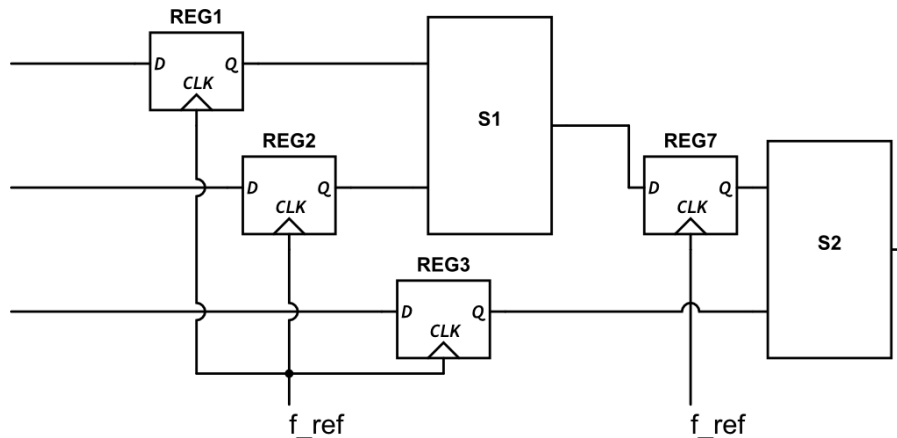 REG1
D Q
CLK
S1
REG2
D Q
CLK
REG7
D Q
CLK
S2
REG3
D Q
CLK
f_ref
f_ref